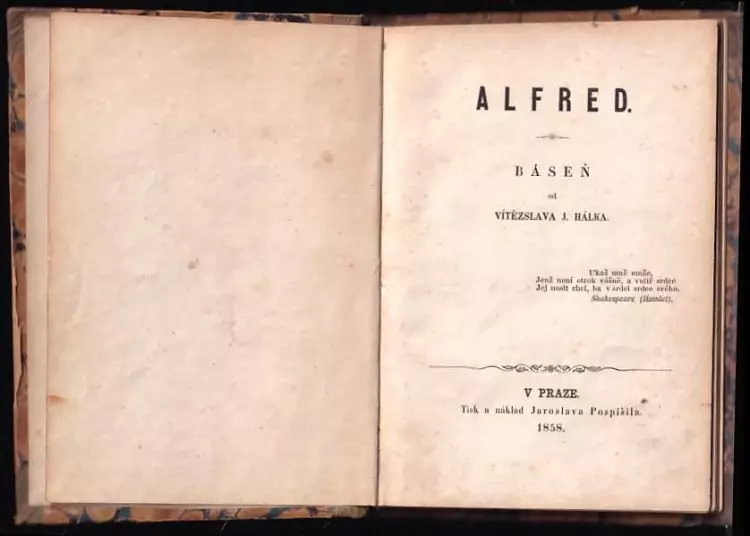 ALFRED.
BÁSEŇ
od
VÍTĚZSLAVA J. HÁLKA.
Ukaž mně muže,
Jenž není otrok vášně, a vnitř srdce
Jej nosit chci, ba v srdci srdce svého.
Shakespeare (Hamlet).
V PRAZE.
Tisk a náklad Jaroslava Pospíšila.
1858.